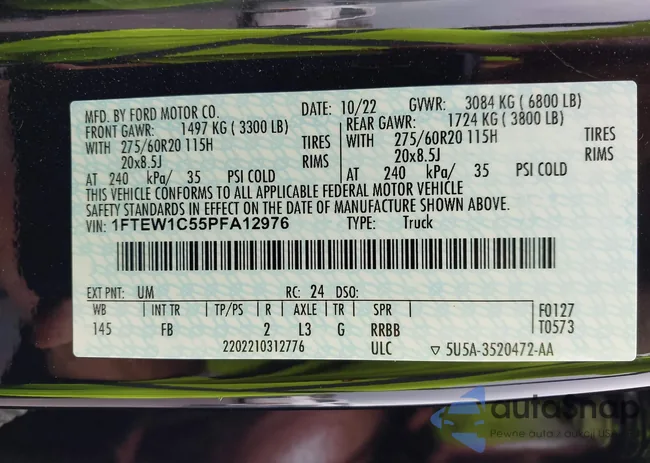 MFD. BY FORD MOTOR CO. DATE: 10/22 GVWR: 3084 KG ( 6800 LB)
FRONT GAWR: 1497 KG ( 3300 LB) REAR GAWR: 1724 KG ( 3800 LB)
WITH 275/60R20 115H TIRES WITH 275/60R20 115H TIRES
20x8.5J RIMS 20x8.5J RIMS
AT 240 kPa/ 35 PSI COLD AT 240 kPa/ 35 PSI COLD
THIS VEHICLE CONFORMS TO ALL APPLICABLE FEDERAL MOTOR VEHICLE
SAFETY STANDARDS IN EFFECT ON THE DATE OF MANUFACTURE SHOWN ABOVE.
VIN: 1FTEW1C55PFA12976 TYPE: Truck
EXT PNT: UM RC: 24 DSO:
WB INT TR TP/PS R AXLE TR SPR F0127
145 FB 2 L3 G RRBB T0573
2202210312776 ULC ▽ 5U5A-3520472-AA
autoSnap
Pewne auta z aukcji USA